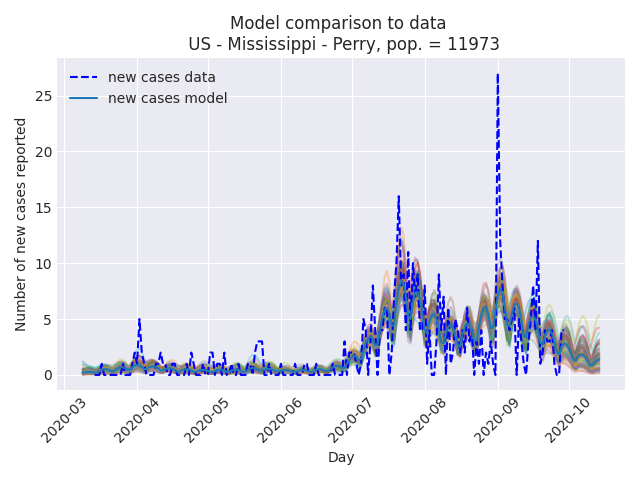 Model comparison to data
US - Mississippi - Perry, pop. = 11973
new cases data
new cases model
Number of new cases reported
25
20
15
10
5
0
2020-03
2020-04
2020-05
2020-06
2020-07
2020-08
2020-09
2020-10
Day